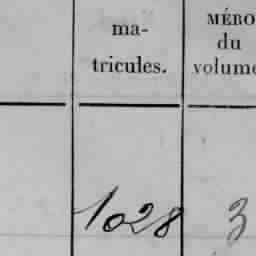 ma-
tricules.
MÉRO
du
volume
1028
3